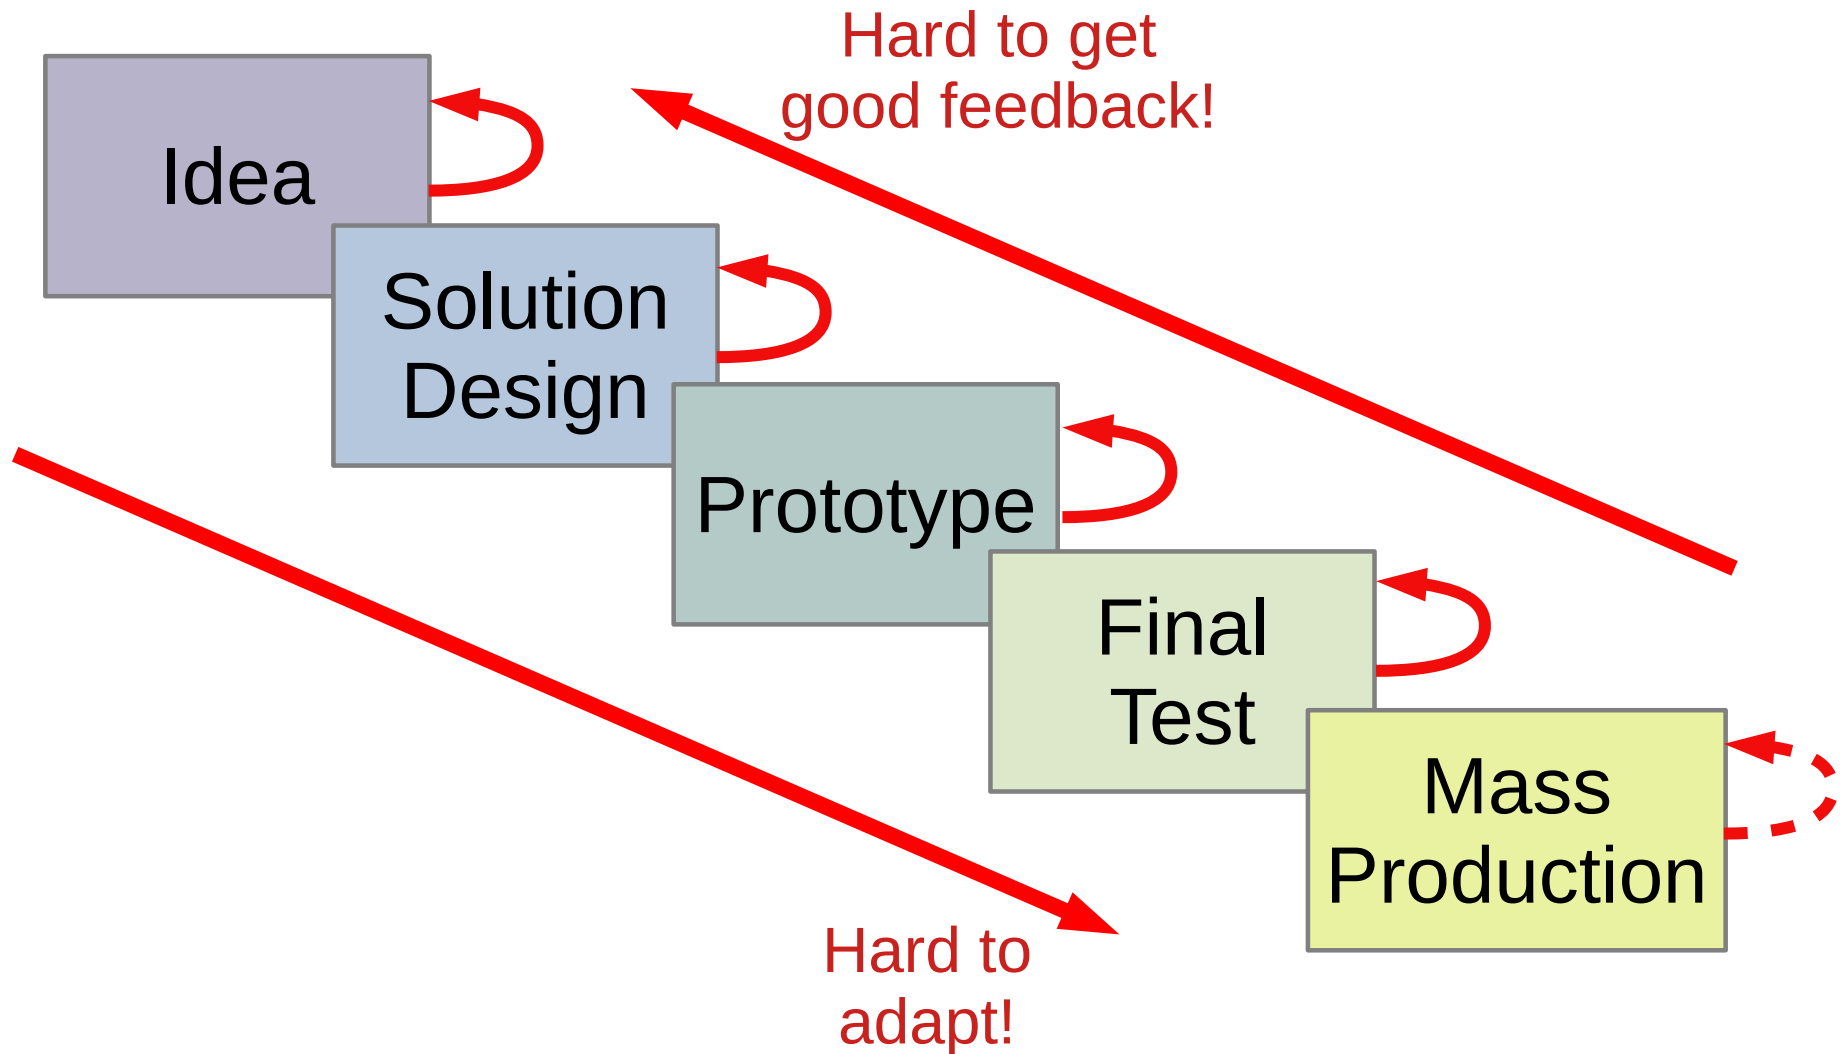 Hard to get
good feedback!
Idea
Solution
Design
Prototype
Final
Test
Mass
Production
Hard to
adapt!